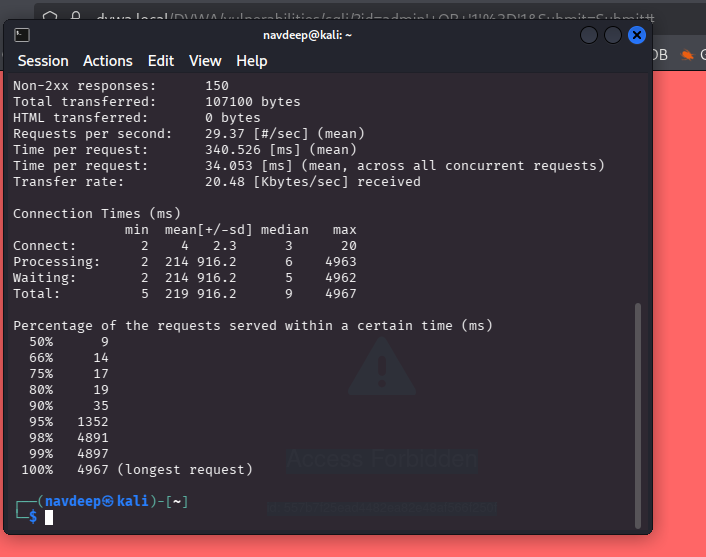 dvwa.local/DVWA/vulnerabilities/sqli/?id=admin'+OR+'1'%3D'1&Submit=Submit#
navdeep@kali: ~
Session Actions Edit View Help
OB
Non-2xx responses: 150
Total transferred: 107100 bytes
HTML transferred: 0 bytes
Requests per second: 29.37 [#/sec] (mean)
Time per request: 340.526 [ms] (mean)
Time per request: 34.053 [ms] (mean, across all concurrent requests)
Transfer rate: 20.48 [Kbytes/sec] received
Connection Times (ms)
min mean[+/-sd] median max
Connect: 2 4 2.3 3 20
Processing: 2 214 916.2 6 4963
Waiting: 2 214 916.2 5 4962
Total: 5 219 916.2 9 4967
Percentage of the requests served within a certain time (ms)
50% 9
66% 14
75% 17
80% 19
90% 35
95% 1352
98% 4891
99% 4897
100% 4967 (longest request)
Access Forbidden
(navdeep㉿kali)-[~]
$